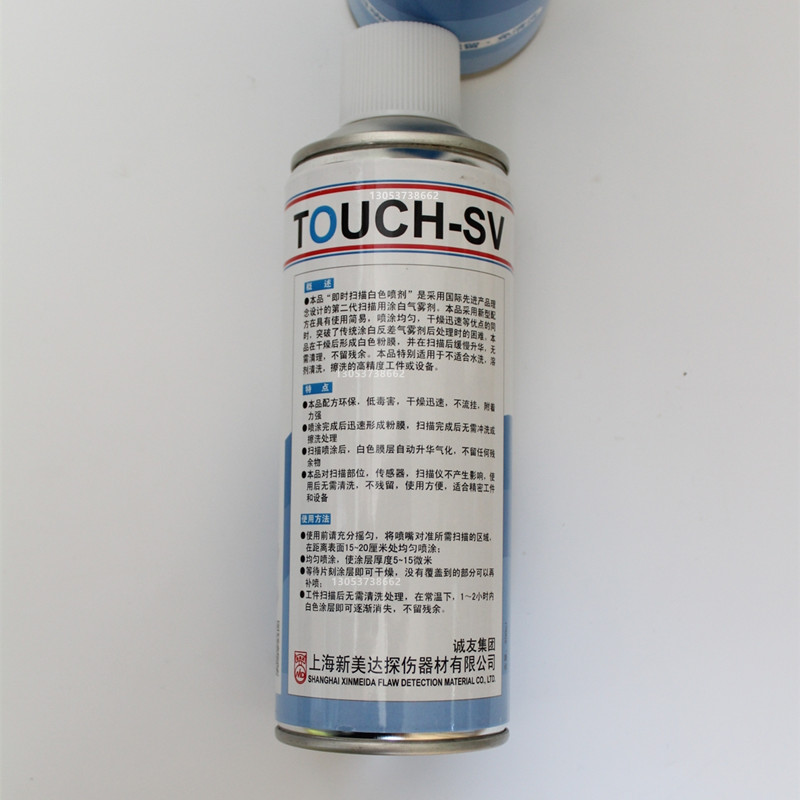 13053738662
TOUCH-SV
概 述
●本品“即时扫描白色喷剂”是采用国际先进产品理
念设计的第二代扫描用涂白气雾剂。本品采用新型配
方在具有使用简易，喷涂均匀，干燥迅速等优点的同
时，突破了传统涂白反差气雾剂后处理时的困难。本
品在干燥后形成白色粉膜，并在扫描后缓慢升华，无
需清理，不留残余。本品特别适用于不适合水洗，溶
剂清洗，擦洗的高精度工件或设备。
13053738662
特 点
●本品配方环保，低毒害，干燥迅速，不流挂，附着
力强
●喷涂完成后迅速形成粉膜，扫描完成后无需冲洗或
擦洗处理
●扫描喷涂后，白色膜层自动升华气化，不留任何残
余物
●本品对扫描部位，传感器，扫描仪不产生影响，使
用后无需清洗，不残留，使用方便，适合精密工件
和设备
使用方法
●使用前请充分摇匀，将喷嘴对准所需扫描的区域，
在距离表面15~20厘米处均匀喷涂；
●均匀喷涂，使涂层厚度5~15微米
●等待片刻涂层即可干燥，没有覆盖到的部分可以再
补喷；
13053738662
●工件扫描后无需清洗处理，在常温下，1～2小时内
白色涂层即可逐渐消失，不留残余。
诚友集团
上海新美达探伤器材有限公司
SHANGHAI XINMEIDA FLAW DETECTION MATERIAL CO., LTD.